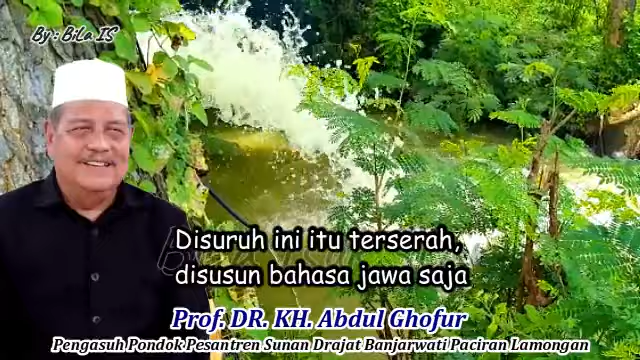 By : BiLa IS
Disuruh ini itu terserah,
disusun bahasa jawa saja
Prof. DR. KH. Abdul Ghofur
Pengasuh Pondok Pesantren Sunan Drajat Banjarwati Paciran Lamongan